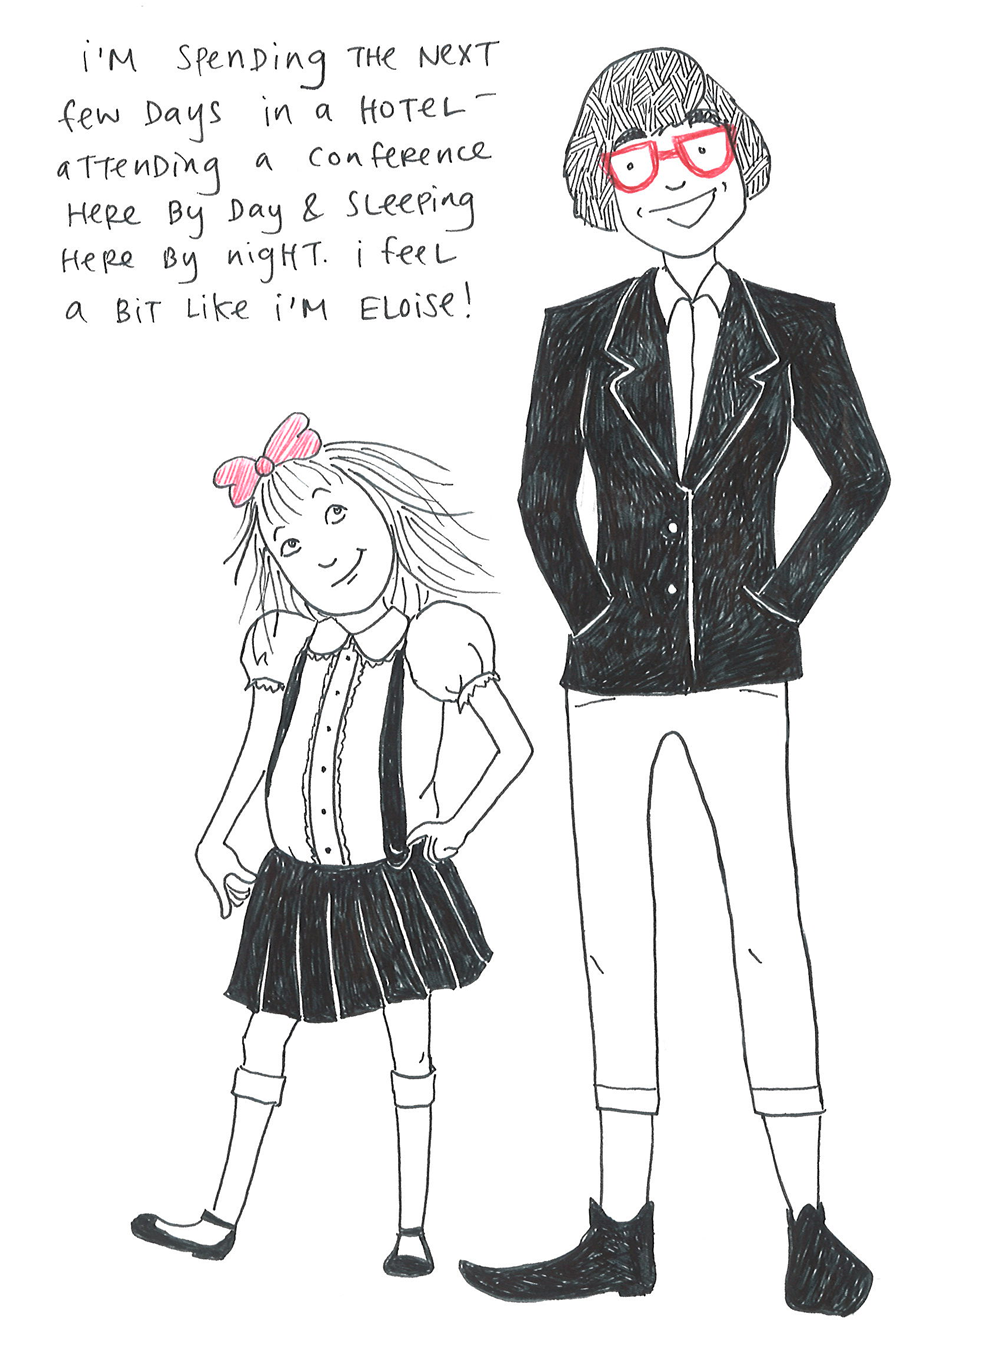 i'm spending the next
few days in a hotel –
attending a conference
here by day & sleeping
here by night. i feel
a bit like i'm Eloise!